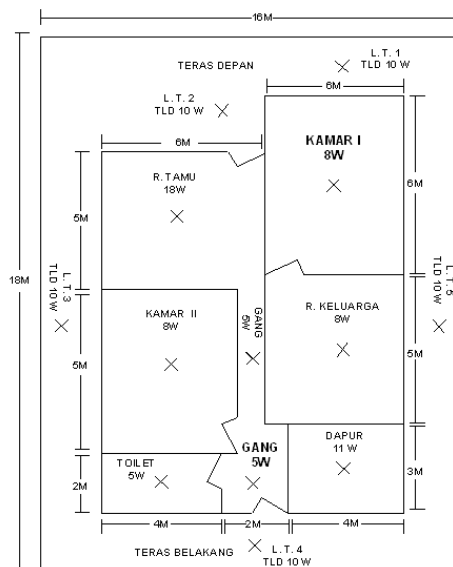 16M
L.T. 1
TLD 10 W
TERAS DEPAN
6M
L.T. 2
TLD 10 W
6M
KAMAR I
8W
R. TAMU
18W
5M
6M
18M
L.T. 3
TLD 10 W
L.T. 5
TLD 10 W
GANG
5W
KAMAR II
8W
R. KELUARGA
8W
5M
5M
GANG
5W
DAPUR
11 W
TOILET
5W
2M
3M
4M
2M
4M
TERAS BELAKANG
L.T. 4
TLD 10 W